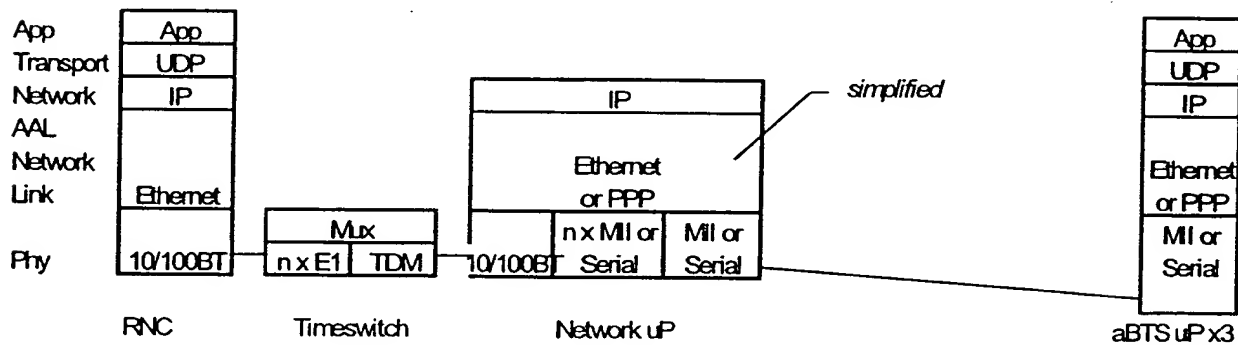 App App App
Transport UDP UDP
Network IP IP simplified IP
AAL
Network Ethernet Ethernet
Link Ethernet or PPP or PPP
Mux n x MII or MII or MII or
Phy 10/100BT n x E1 TDM 10/100BT Serial Serial Serial
RNC Timeswitch Network uP aBTS uP x3